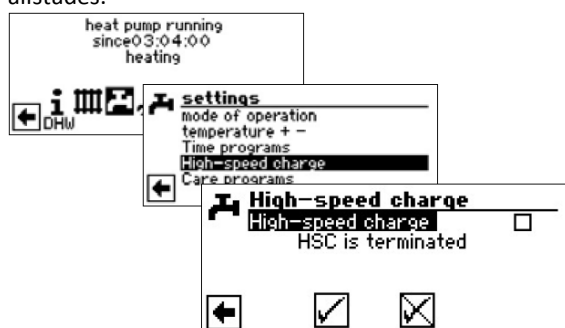 heat pump running
since03:04:00
heating
DHW
settings
mode of operation
temperature + −
Time programs
High-speed charge
Care programs
High-speed charge
High-speed charge
HSC is terminated